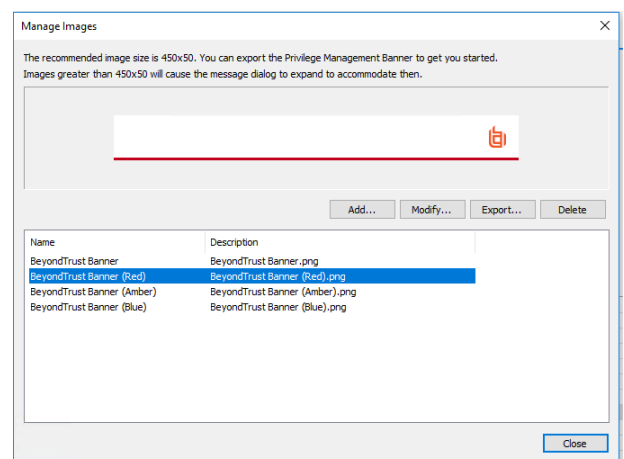 Manage Images
The recommended image size is 450x50. You can export the Privilege Management Banner to get you started.
Images greater than 450x50 will cause the message dialog to expand to accommodate then.
Add... Modify... Export... Delete
Name Description
BeyondTrust Banner BeyondTrust Banner.png
BeyondTrust Banner (Red) BeyondTrust Banner (Red).png
BeyondTrust Banner (Amber) BeyondTrust Banner (Amber).png
BeyondTrust Banner (Blue) BeyondTrust Banner (Blue).png
Close